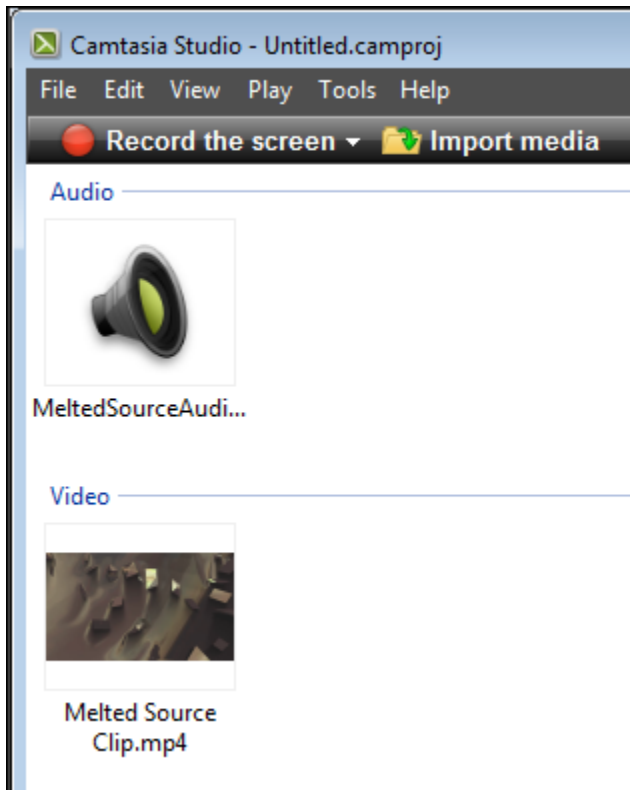 Camtasia Studio - Untitled.camproj
File Edit View Play Tools Help
Record the screen Import media
Audio
MeltedSourceAudi...
Video
Melted Source
Clip.mp4